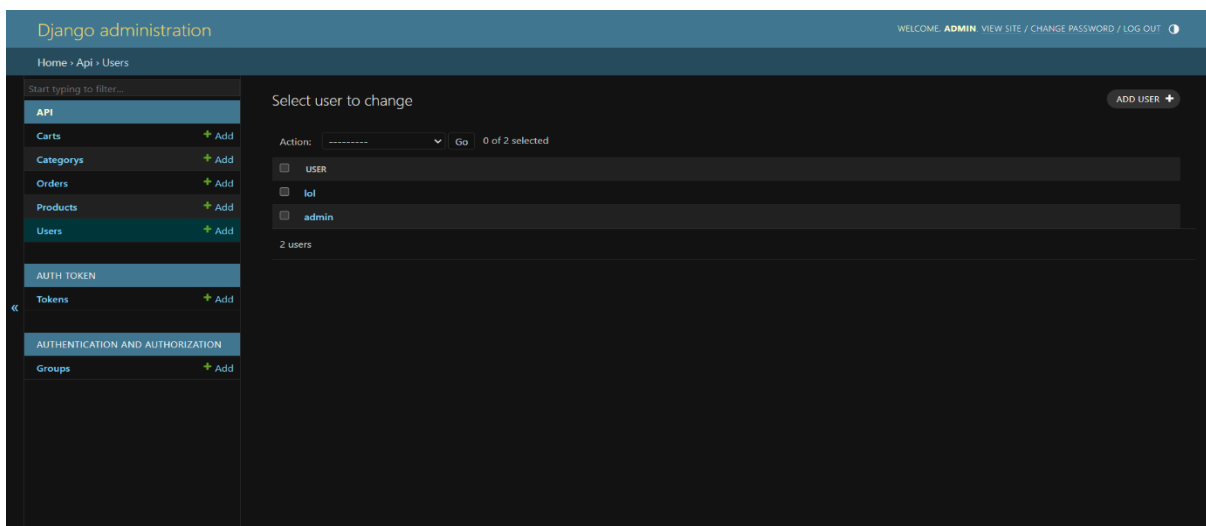 Django administration
WELCOME, ADMIN. VIEW SITE / CHANGE PASSWORD / LOG OUT
Home › Api › Users
Start typing to filter...
API
Carts + Add
Categorys + Add
Orders + Add
Products + Add
Users + Add
AUTH TOKEN
Tokens + Add
AUTHENTICATION AND AUTHORIZATION
Groups + Add
«
Select user to change
ADD USER +
Action: --------- Go 0 of 2 selected
USER
lol
admin
2 users